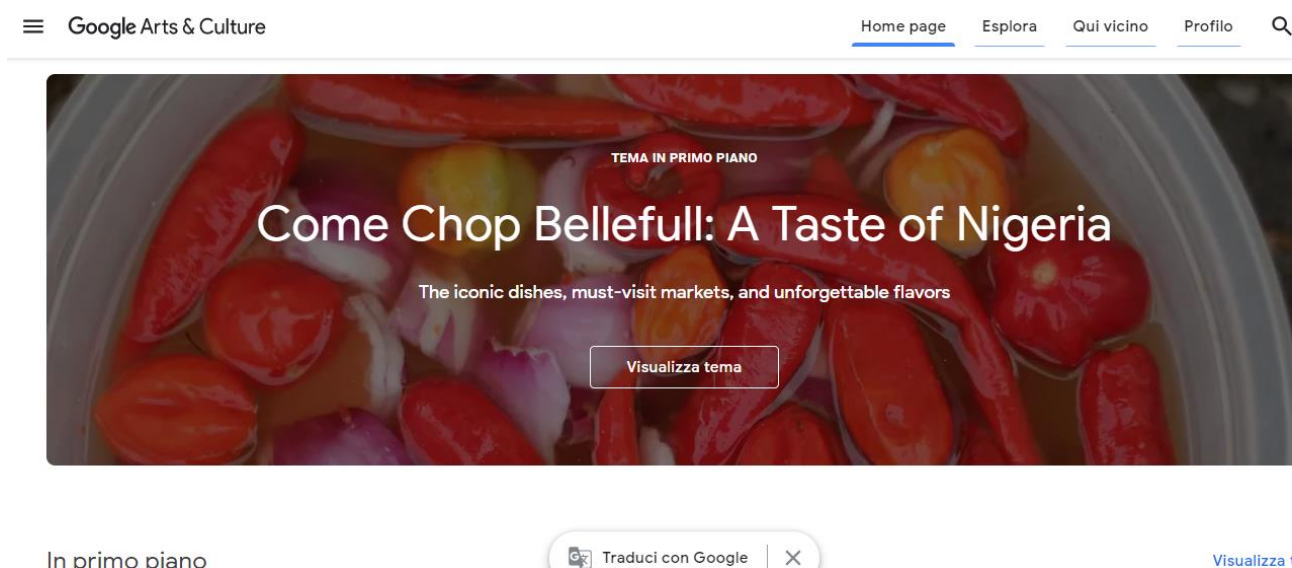 Google Arts & Culture
Home page Esplora Qui vicino Profilo
TEMA IN PRIMO PIANO
Come Chop Bellefull: A Taste of Nigeria
The iconic dishes, must-visit markets, and unforgettable flavors
Visualizza tema
In primo piano
Traduci con Google
Visualizza